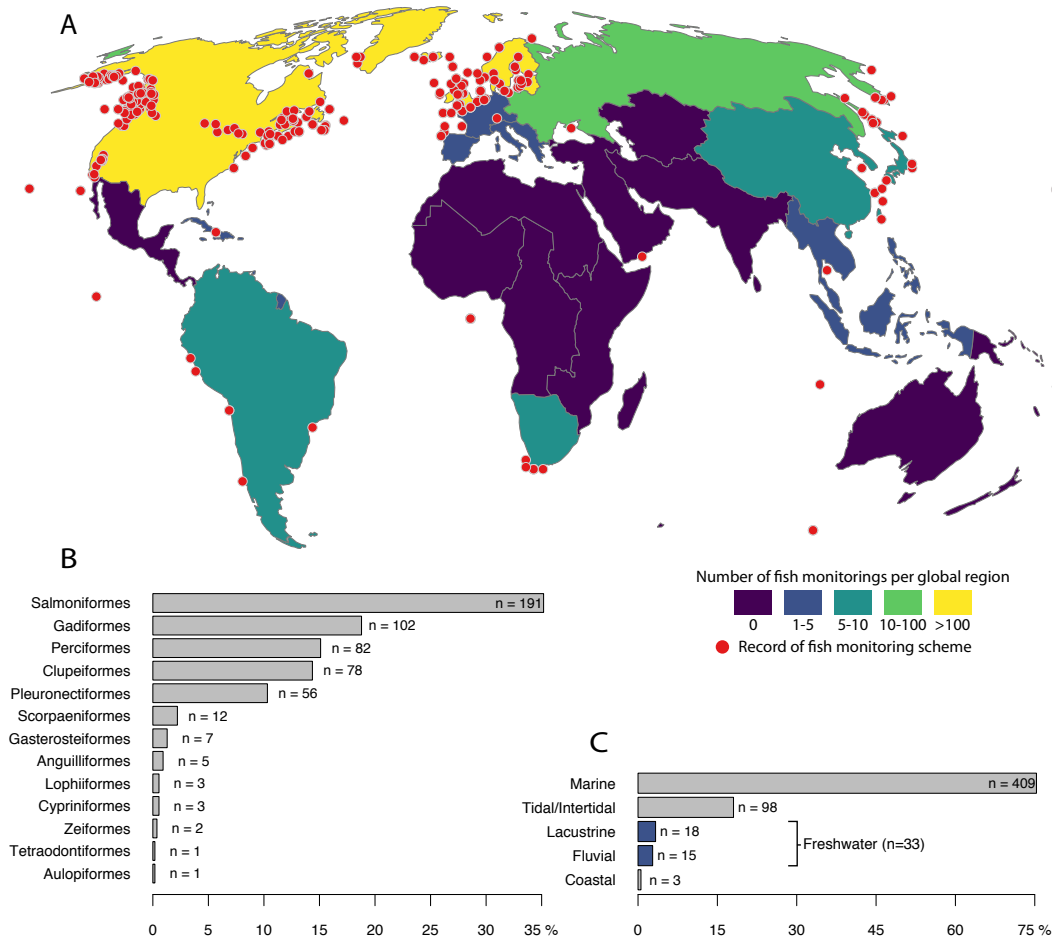 A
Number of fish monitorings per global region
0 1-5 5-10 10-100 >100
Record of fish monitoring scheme
B
Salmoniformes n = 191
Gadiformes n = 102
Perciformes n = 82
Clupeiformes n = 78
Pleuronectiformes n = 56
Scorpaeniformes n = 12
Gasterosteiformes n = 7
Anguilliformes n = 5
Lophiiformes n = 3
Cypriniformes n = 3
Zeiformes n = 2
Tetraodontiformes n = 1
Aulopiformes n = 1
0 5 10 15 20 25 30 35 %
C
Marine n = 409
Tidal/Intertidal n = 98
Lacustrine n = 18
Freshwater (n=33)
Fluvial n = 15
Coastal n = 3
0 15 30 45 60 75 %